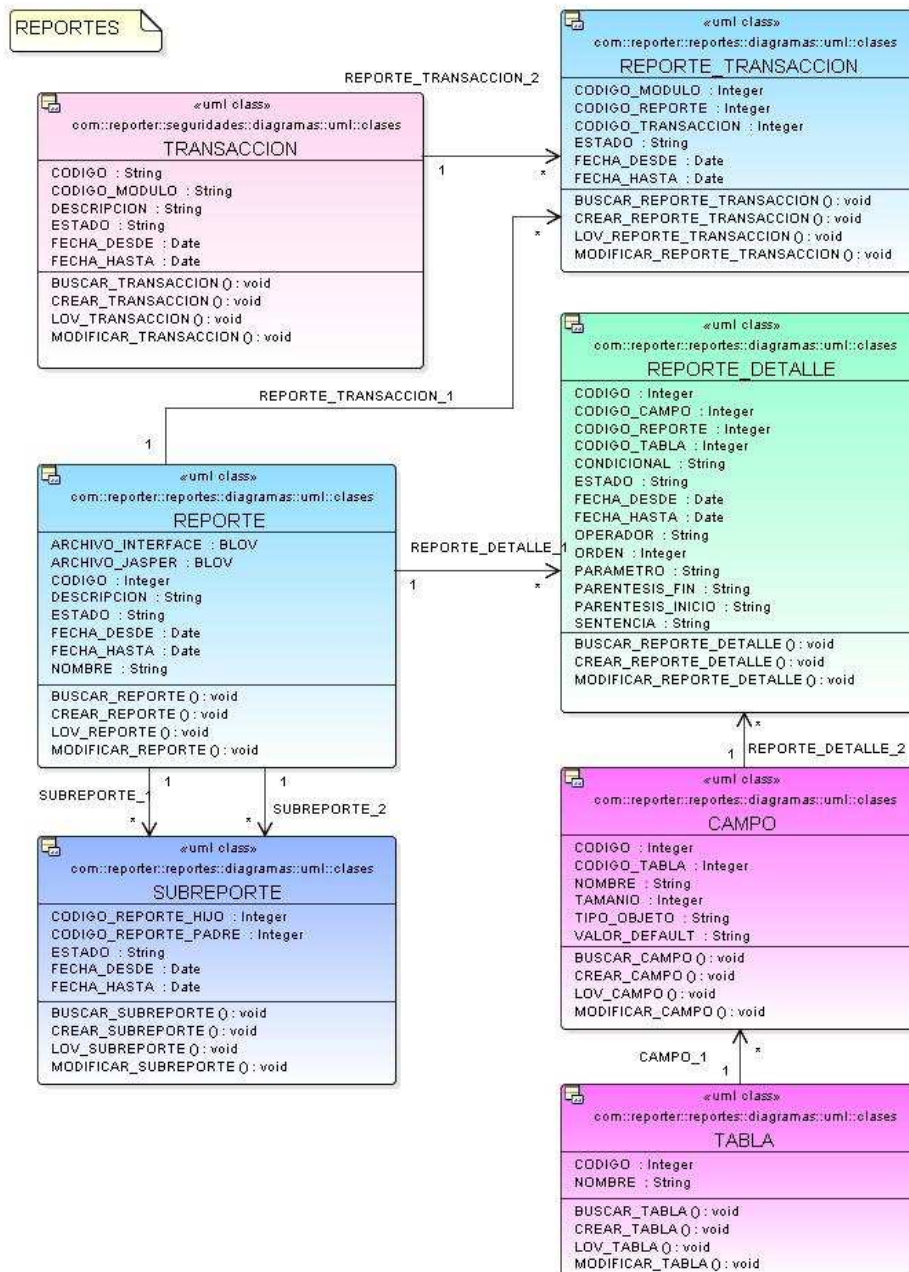 REPORTES
REPORTE_TRANSACCION_2
«uml class»
com::reporter::seguridades::diagramas::uml::clases
TRANSACCION
CODIGO : String
CODIGO_MODULO : String
DESCRIPCION : String
ESTADO : String
FECHA_DESDE : Date
FECHA_HASTA : Date
BUSCAR_TRANSACCION () : void
CREAR_TRANSACCION () : void
LOV_TRANSACCION () : void
MODIFICAR_TRANSACCION () : void
1
*
«uml class»
com::reporter::reportes::diagramas::uml::clases
REPORTE_TRANSACCION
CODIGO_MODULO : Integer
CODIGO_REPORTE : Integer
CODIGO_TRANSACCION : Integer
ESTADO : String
FECHA_DESDE : Date
FECHA_HASTA : Date
BUSCAR_REPORTE_TRANSACCION () : void
CREAR_REPORTE_TRANSACCION () : void
LOV_REPORTE_TRANSACCION () : void
MODIFICAR_REPORTE_TRANSACCION () : void
*
REPORTE_TRANSACCION_1
1
«uml class»
com::reporter::reportes::diagramas::uml::clases
REPORTE_DETALLE
CODIGO : Integer
CODIGO_CAMPO : Integer
CODIGO_REPORTE : Integer
CODIGO_TABLA : Integer
CONDICIONAL : String
ESTADO : String
FECHA_DESDE : Date
FECHA_HASTA : Date
OPERADOR : String
ORDEN : Integer
PARAMETRO : String
PARENTESIS_FIN : String
PARENTESIS_INICIO : String
SENTENCIA : String
BUSCAR_REPORTE_DETALLE () : void
CREAR_REPORTE_DETALLE () : void
MODIFICAR_REPORTE_DETALLE () : void
«uml class»
com::reporter::reportes::diagramas::uml::clases
REPORTE
ARCHIVO_INTERFACE : BLOV
ARCHIVO_JASPER : BLOV
CODIGO : Integer
DESCRIPCION : String
ESTADO : String
FECHA_DESDE : Date
FECHA_HASTA : Date
NOMBRE : String
BUSCAR_REPORTE () : void
CREAR_REPORTE () : void
LOV_REPORTE () : void
MODIFICAR_REPORTE () : void
REPORTE_DETALLE_1
1
*
1
1
SUBREPORTE_1
SUBREPORTE_2
*
*
*
1
REPORTE_DETALLE_2
«uml class»
com::reporter::reportes::diagramas::uml::clases
SUBREPORTE
CODIGO_REPORTE_HIJO : Integer
CODIGO_REPORTE_PADRE : Integer
ESTADO : String
FECHA_DESDE : Date
FECHA_HASTA : Date
BUSCAR_SUBREPORTE () : void
CREAR_SUBREPORTE () : void
LOV_SUBREPORTE () : void
MODIFICAR_SUBREPORTE () : void
«uml class»
com::reporter::reportes::diagramas::uml::clases
CAMPO
CODIGO : Integer
CODIGO_TABLA : Integer
NOMBRE : String
TAMANIO : Integer
TIPO_OBJETO : String
VALOR_DEFAULT : String
BUSCAR_CAMPO () : void
CREAR_CAMPO () : void
LOV_CAMPO () : void
MODIFICAR_CAMPO () : void
CAMPO_1
*
1
«uml class»
com::reporter::reportes::diagramas::uml::clases
TABLA
CODIGO : Integer
NOMBRE : String
BUSCAR_TABLA () : void
CREAR_TABLA () : void
LOV_TABLA () : void
MODIFICAR_TABLA () : void